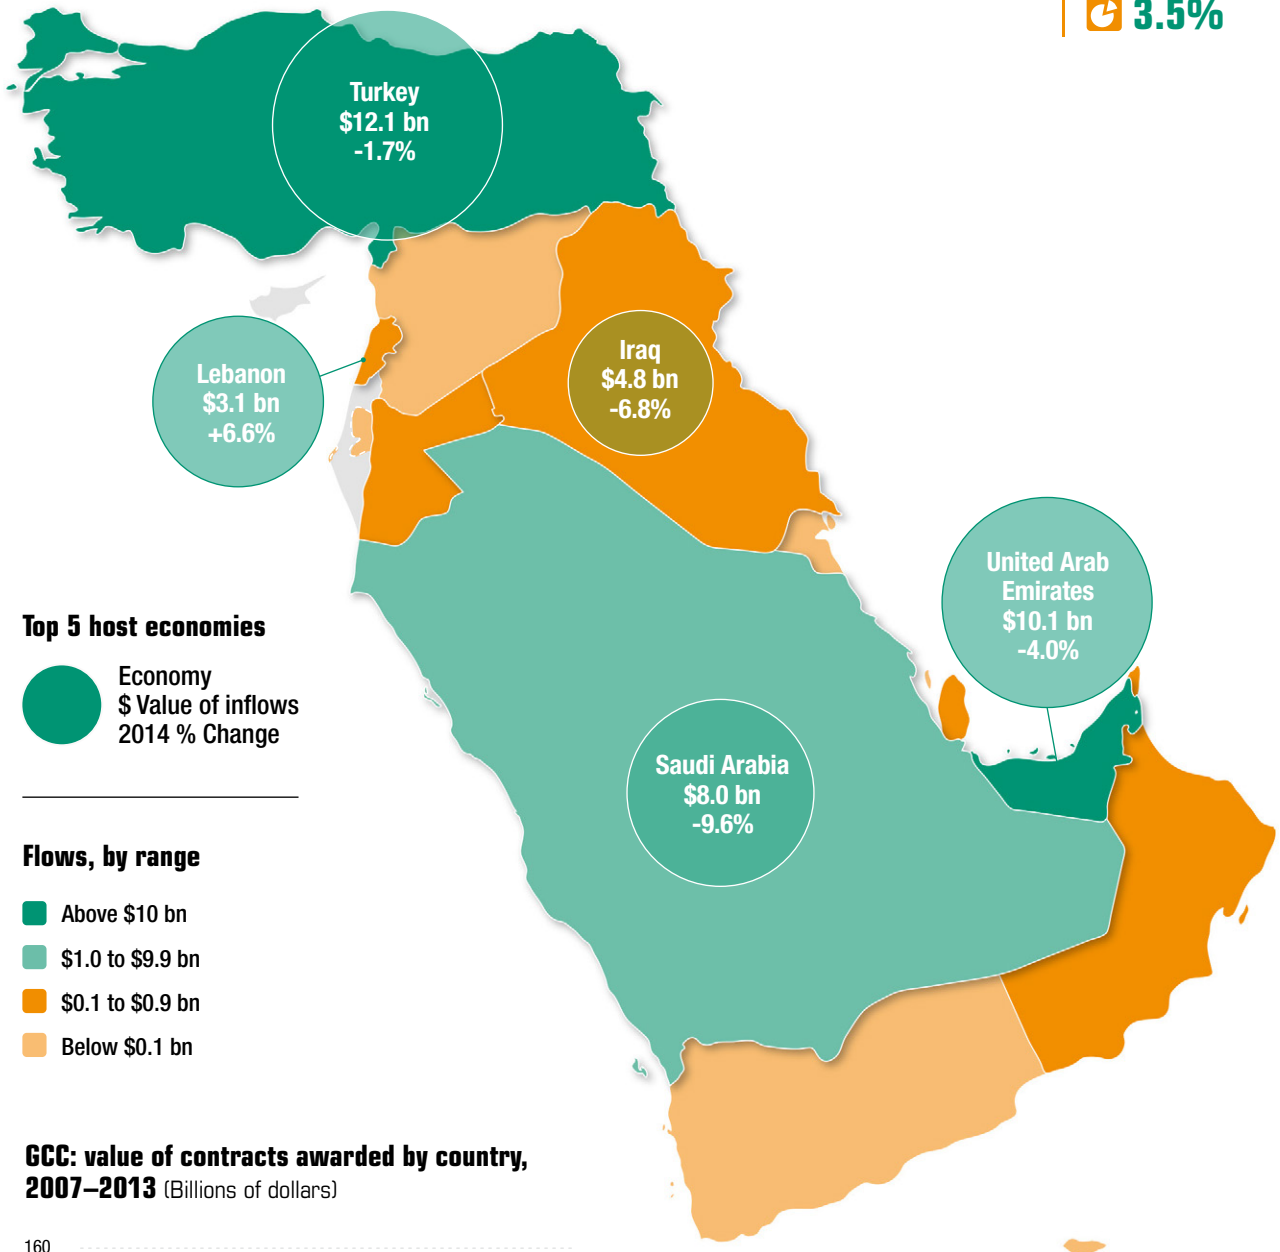 3.5%
Turkey
$12.1 bn
-1.7%
Lebanon
$3.1 bn
+6.6%
Iraq
$4.8 bn
-6.8%
United Arab
Emirates
$10.1 bn
-4.0%
Saudi Arabia
$8.0 bn
-9.6%
Top 5 host economies
Economy
$ Value of inflows
2014 % Change
Flows, by range
Above $10 bn
$1.0 to $9.9 bn
$0.1 to $0.9 bn
Below $0.1 bn
GCC: value of contracts awarded by country,
2007–2013 (Billions of dollars)
160